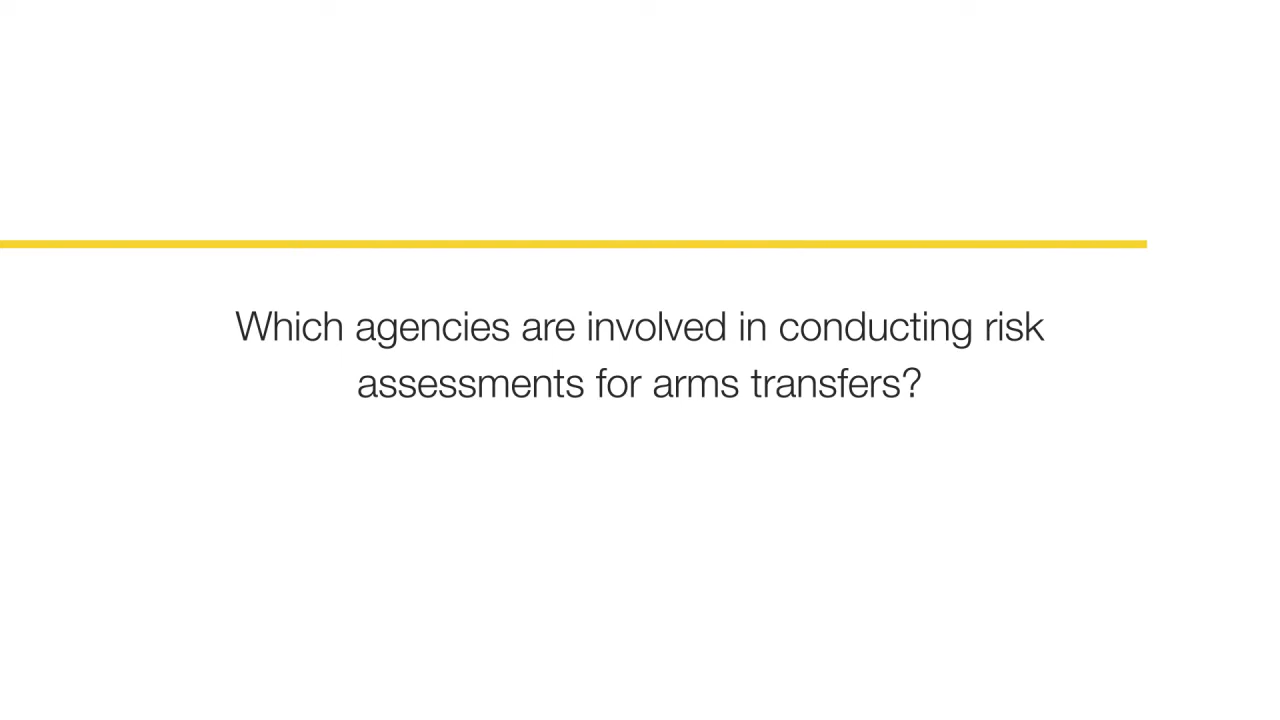 Which agencies are involved in conducting risk
assessments for arms transfers?